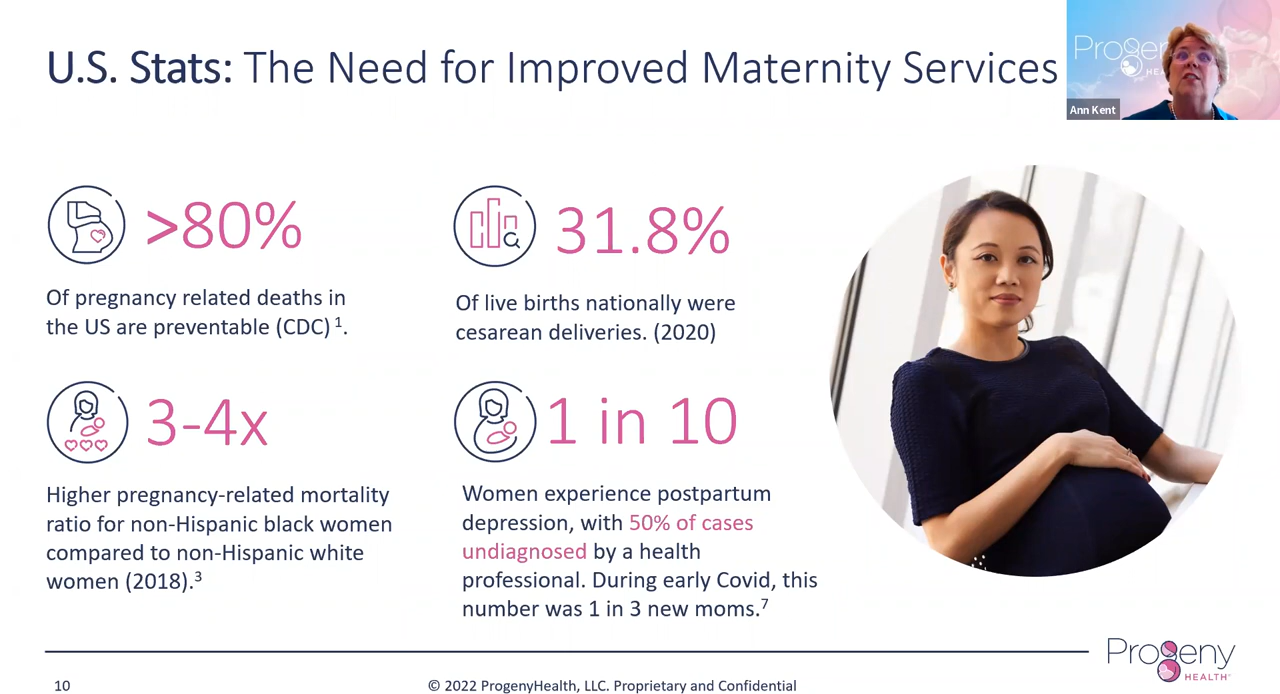 U.S. Stats: The Need for Improved Maternity Services
Ann Kent
>80%
Of pregnancy related deaths in
the US are preventable (CDC) 1.
31.8%
Of live births nationally were
cesarean deliveries. (2020)
3-4x
Higher pregnancy-related mortality
ratio for non-Hispanic black women
compared to non-Hispanic white
women (2018).3
1 in 10
Women experience postpartum
depression, with 50% of cases
undiagnosed by a health
professional. During early Covid, this
number was 1 in 3 new moms.7
Progeny
HEALTH
10
© 2022 ProgenyHealth, LLC. Proprietary and Confidential